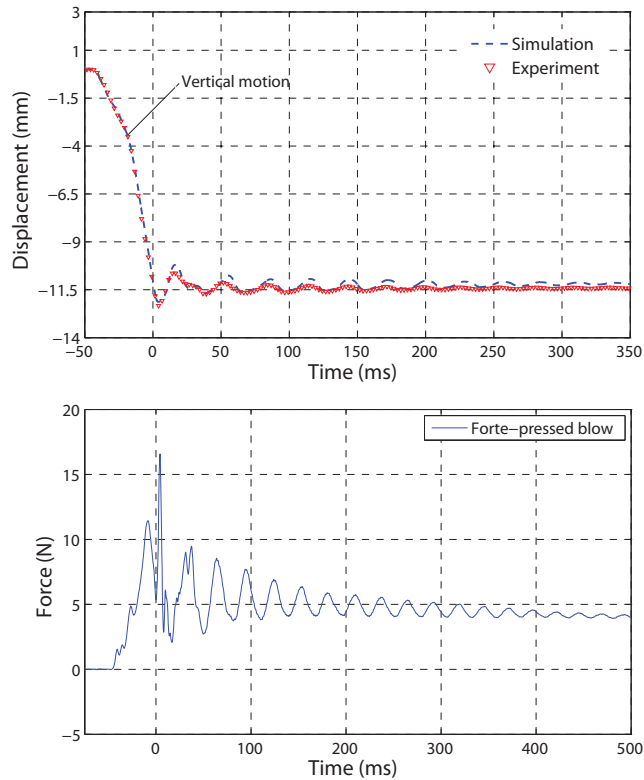 3
1
−1.5
−4
−6.5
−9
−11.5
−14
Displacement (mm)
Vertical motion
Simulation
Experiment
−50 0 50 100 150 200 250 300 350
Time (ms)
20
15
10
5
0
−5
Force (N)
Forte−pressed blow
0 100 200 300 400 500
Time (ms)